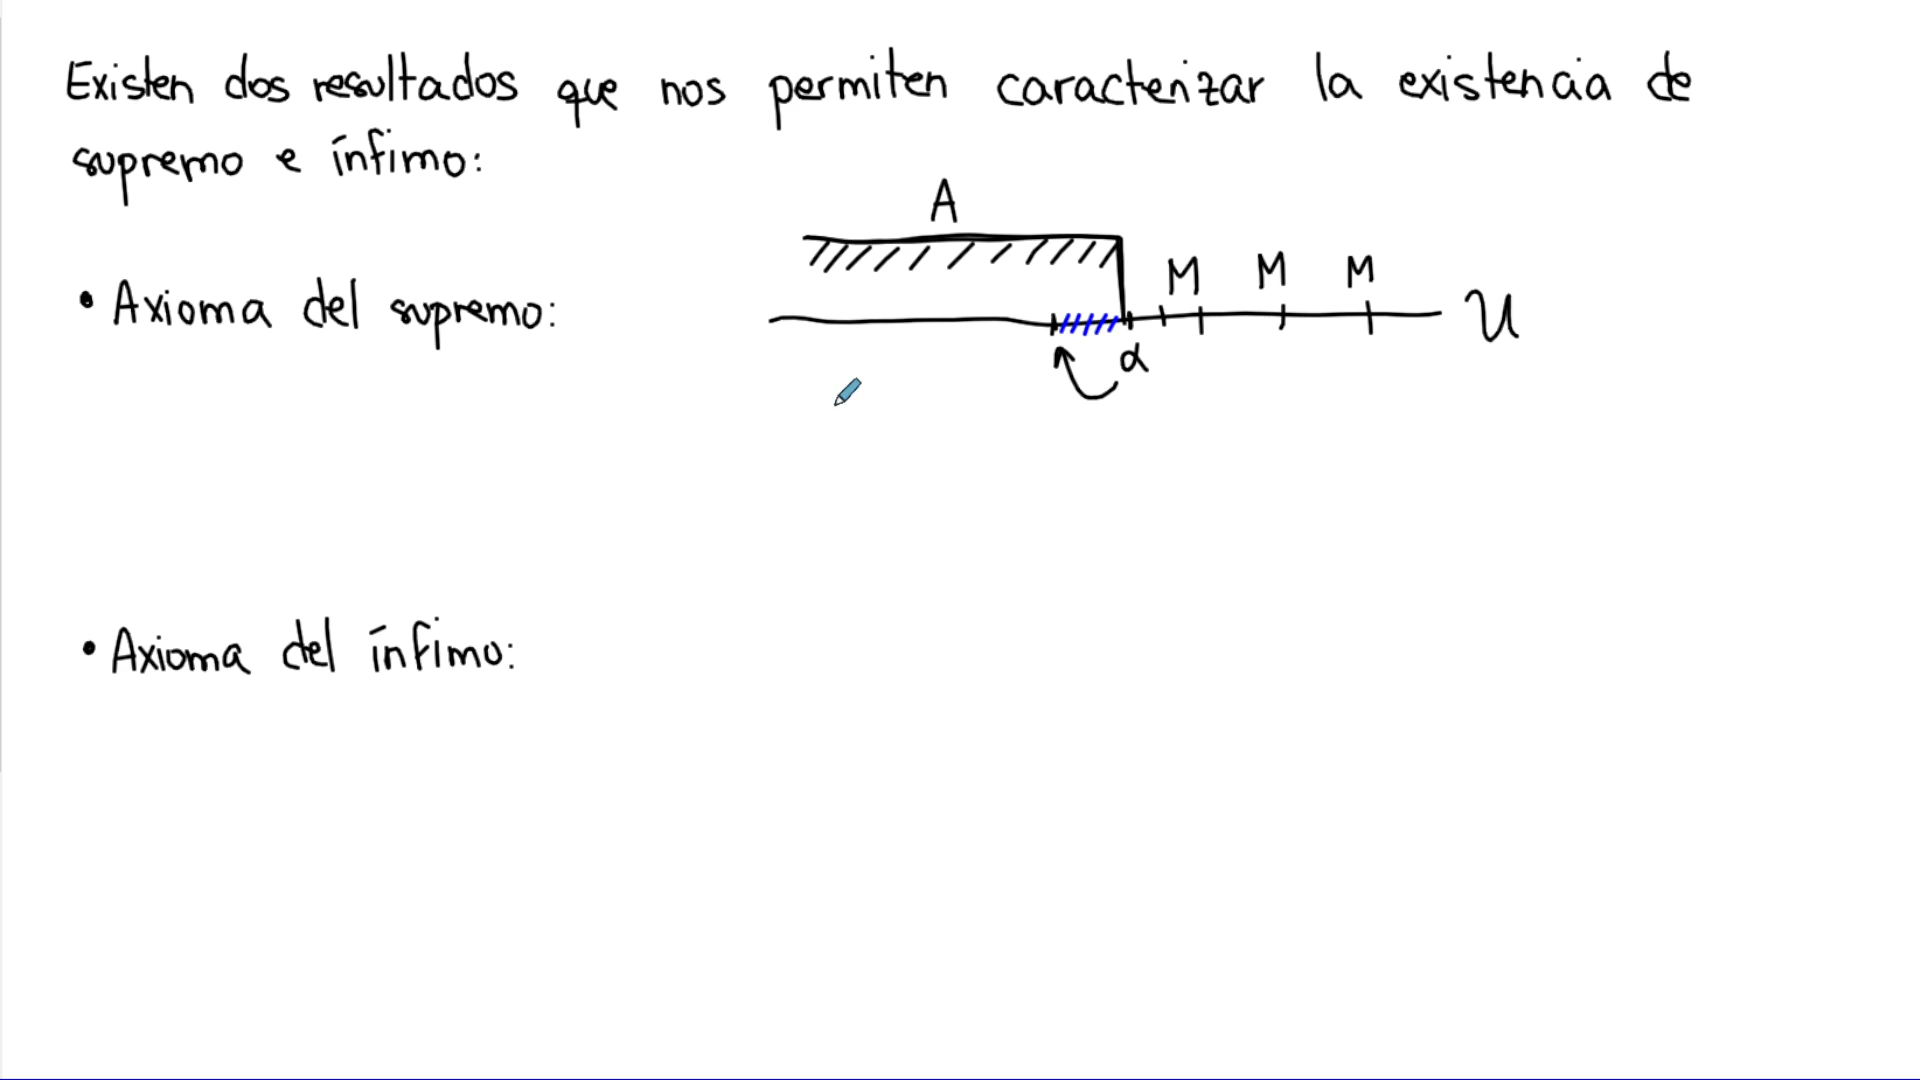 Existen dos resultados que nos permiten caracterizar la existencia de
supremo e ínfimo:
A
• Axioma del supremo:
M M M
U
α
• Axioma del ínfimo: